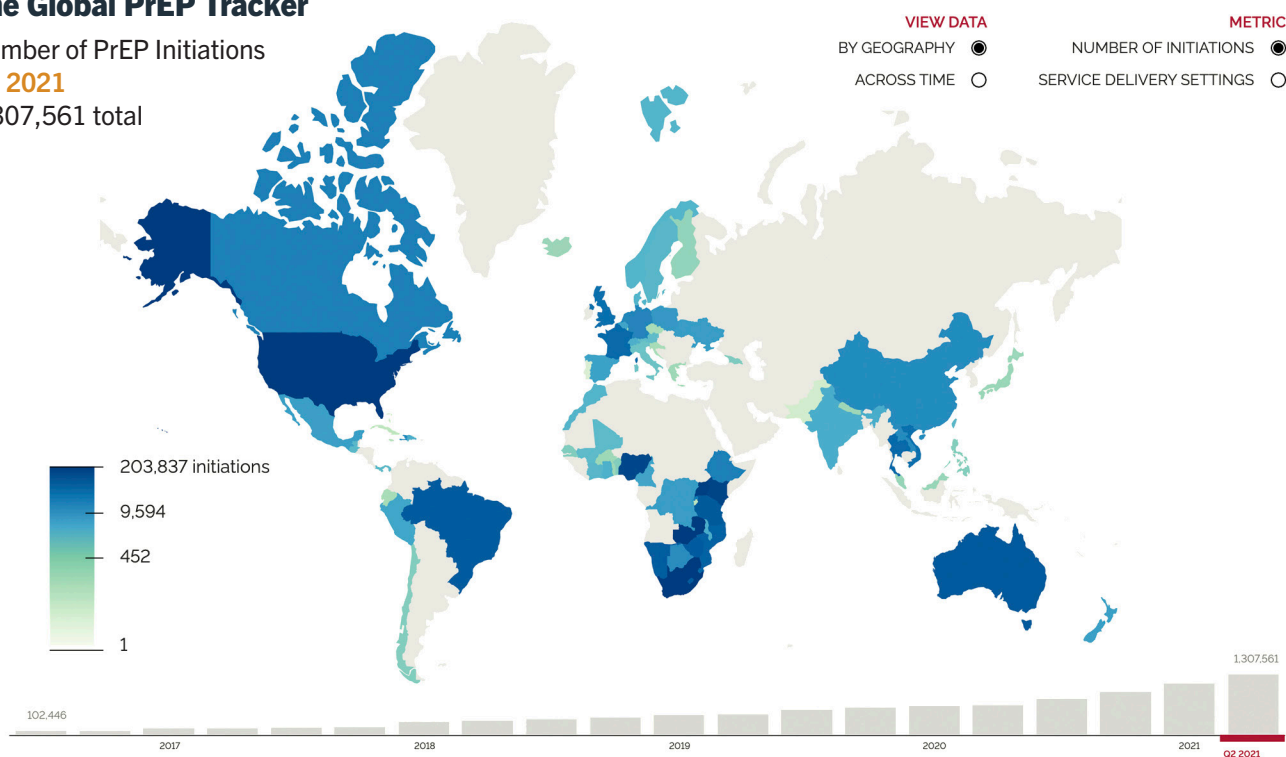 e Global PrEP Tracker
mber of PrEP Initiations
2021
307,561 total
VIEW DATA
BY GEOGRAPHY
ACROSS TIME
METRIC
NUMBER OF INITIATIONS
SERVICE DELIVERY SETTINGS
203,837 initiations
9,594
452
1
102,446
1,307,561
2017
2018
2019
2020
2021
Q2 2021